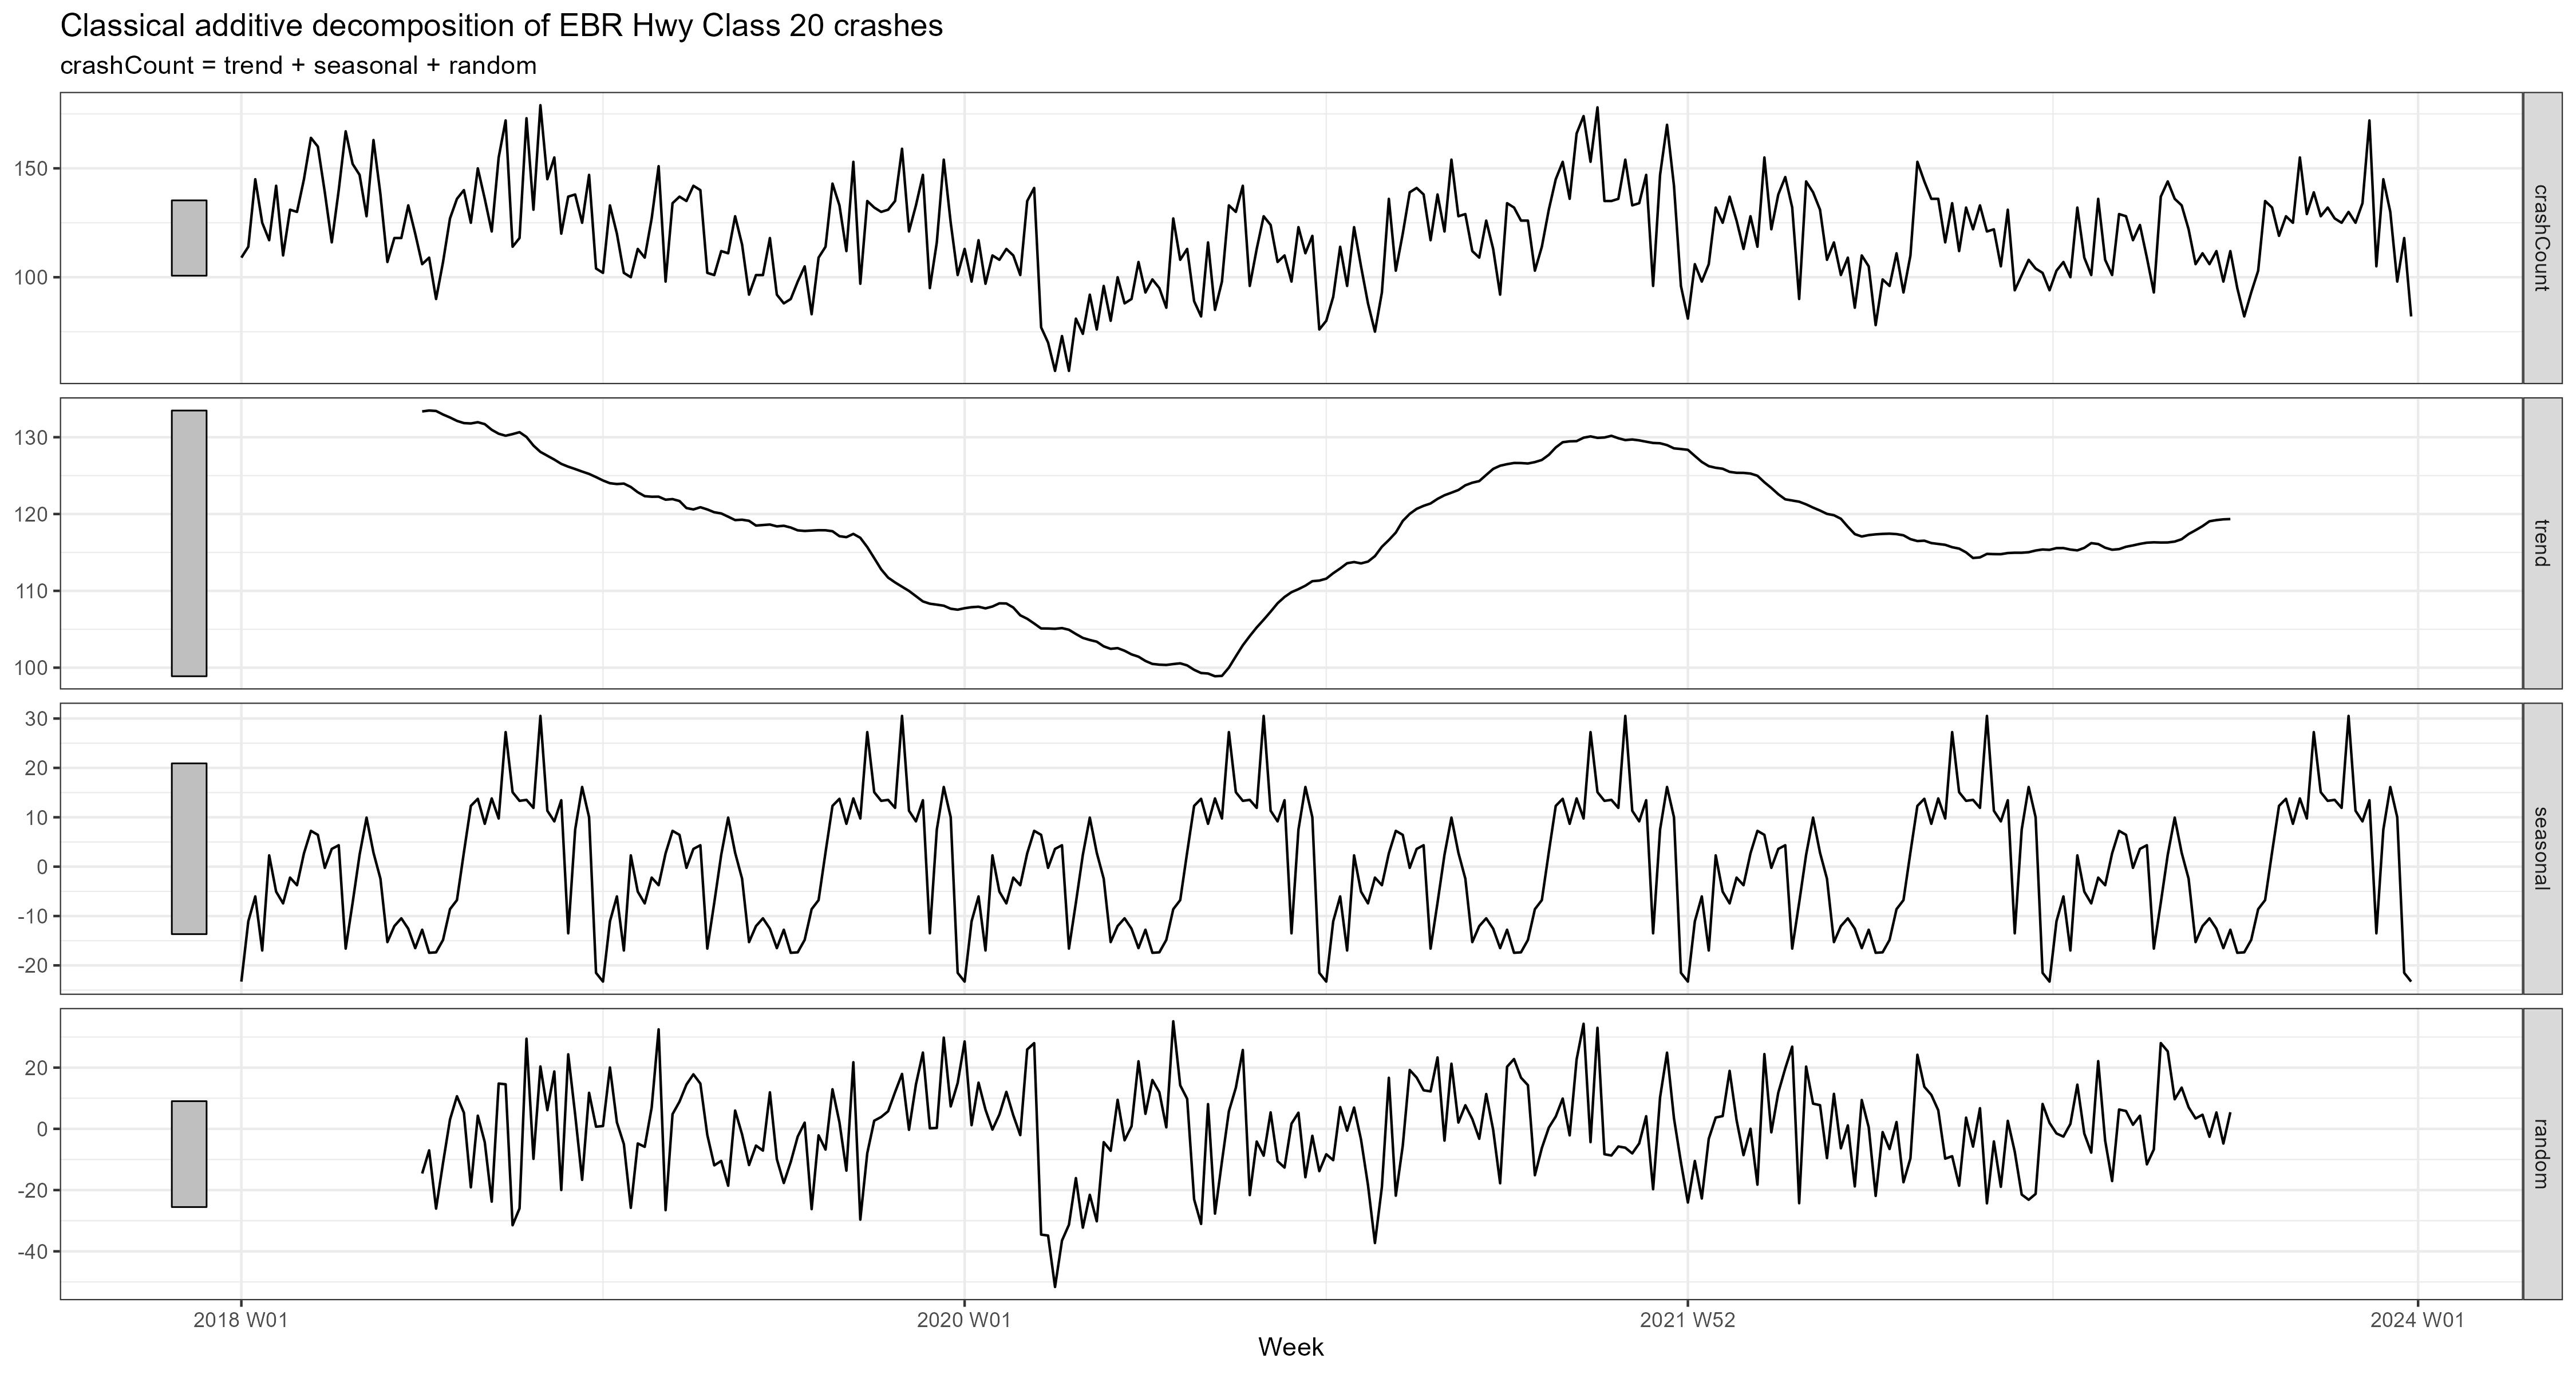 Classical additive decomposition of EBR Hwy Class 20 crashes
crashCount = trend + seasonal + random
150
100
crashCount
130
120
110
100
trend
30
20
10
0
-10
-20
seasonal
20
0
-20
-40
random
2018 W01
2020 W01
2021 W52
2024 W01
Week